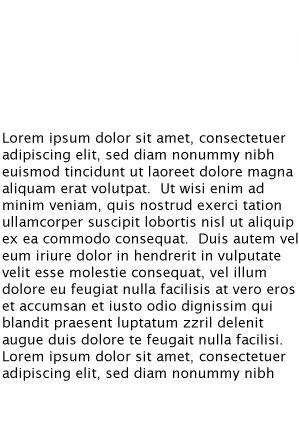 Lorem ipsum dolor sit amet, consectetuer
adipiscing elit, sed diam nonummy nibh
euismod tincidunt ut laoreet dolore magna
aliquam erat volutpat.  Ut wisi enim ad
minim veniam, quis nostrud exerci tation
ullamcorper suscipit lobortis nisl ut aliquip
ex ea commodo consequat.  Duis autem vel
eum iriure dolor in hendrerit in vulputate
velit esse molestie consequat, vel illum
dolore eu feugiat nulla facilisis at vero eros
et accumsan et iusto odio dignissim qui
blandit praesent luptatum zzril delenit
augue duis dolore te feugait nulla facilisi.
Lorem ipsum dolor sit amet, consectetuer
adipiscing elit, sed diam nonummy nibh